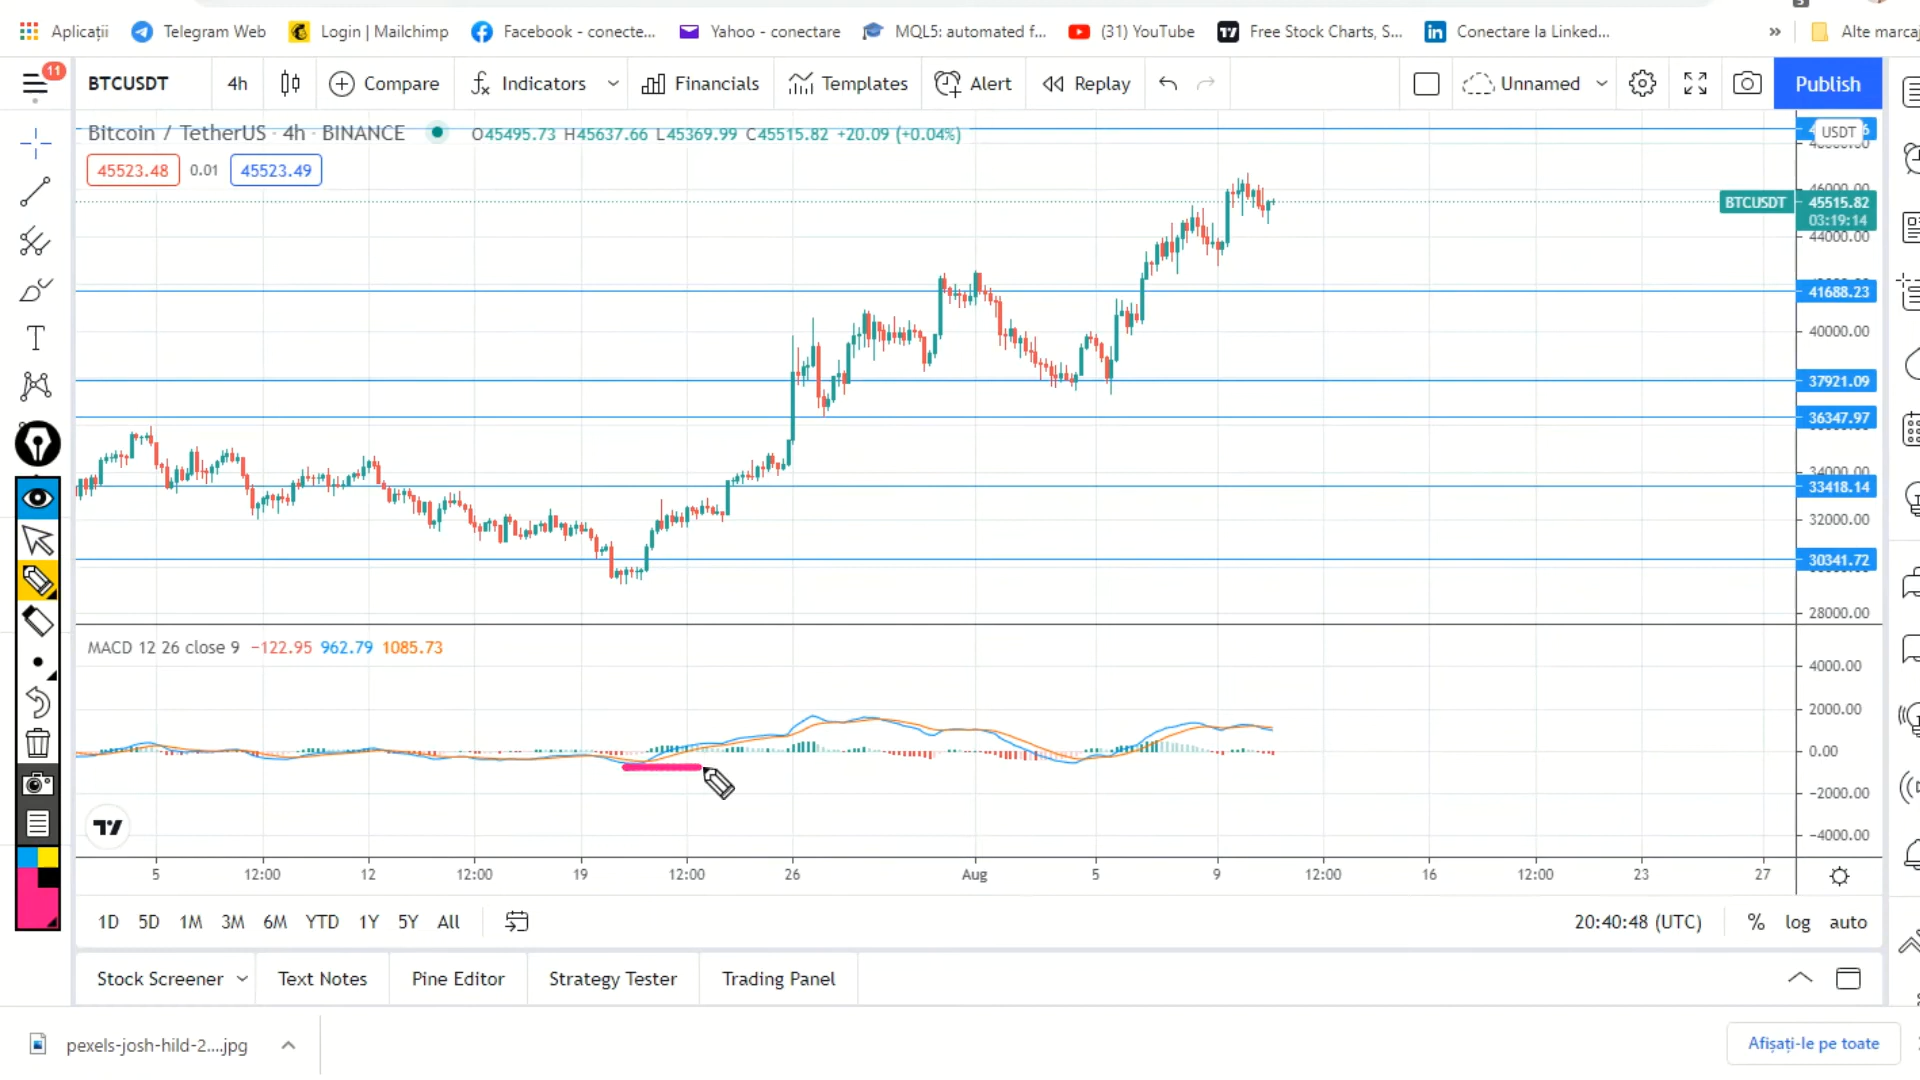 Aplicații Telegram Web Login | Mailchimp Facebook - conecte... Yahoo - conectare MQL5: automated f... (31) YouTube Free Stock Charts, S... Conectare la Linked... » Alte marcaj
11 BTCUSDT 4h Compare Indicators Financials Templates Alert Replay Unnamed Publish
Bitcoin / TetherUS · 4h · BINANCE O45495.73 H45637.66 L45369.99 C45515.82 +20.09 (+0.04%)
USDT
45523.48 0.01 45523.49
46000.00
BTCUSDT 45515.82
03:19:14
44000.00
41688.23
40000.00
37921.09
36347.97
34000.00
33418.14
32000.00
30341.72
28000.00
MACD 12 26 close 9 −122.95 962.79 1085.73
4000.00
2000.00
0.00
−2000.00
−4000.00
5 12:00 12 12:00 19 12:00 26 Aug 5 9 12:00 16 12:00 23 27
1D 5D 1M 3M 6M YTD 1Y 5Y All 20:40:48 (UTC) % log auto
Stock Screener Text Notes Pine Editor Strategy Tester Trading Panel
pexels-josh-hild-2....jpg Afișați-le pe toate